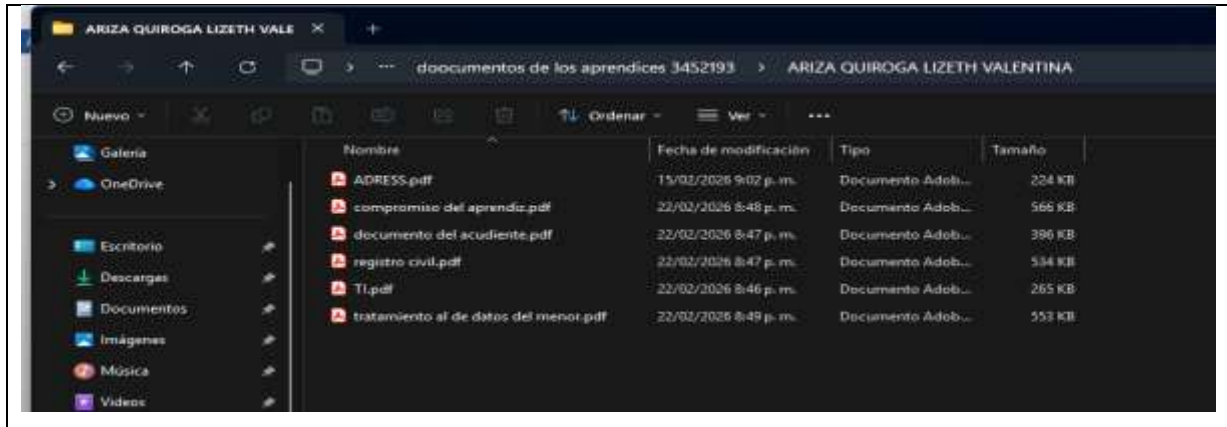 ARIZA QUIROGA LIZETH VALE
doocumentos de los aprendices 3452193 > ARIZA QUIROGA LIZETH VALENTINA
Nuevo Ordenar Ver
Galería
OneDrive
Escritorio
Descargas
Documentos
Imágenes
Música
Videos
Nombre Fecha de modificación Tipo Tamaño
ADRESS.pdf 15/02/2026 9:02 p. m. Documento Adob... 224 KB
compromiso del aprendiz.pdf 22/02/2026 8:48 p. m. Documento Adob... 566 KB
documento del acudiente.pdf 22/02/2026 8:47 p. m. Documento Adob... 396 KB
registro civil.pdf 22/02/2026 8:47 p. m. Documento Adob... 534 KB
TI.pdf 22/02/2026 8:46 p. m. Documento Adob... 265 KB
tratamiento al de datos del menor.pdf 22/02/2026 8:49 p. m. Documento Adob... 553 KB